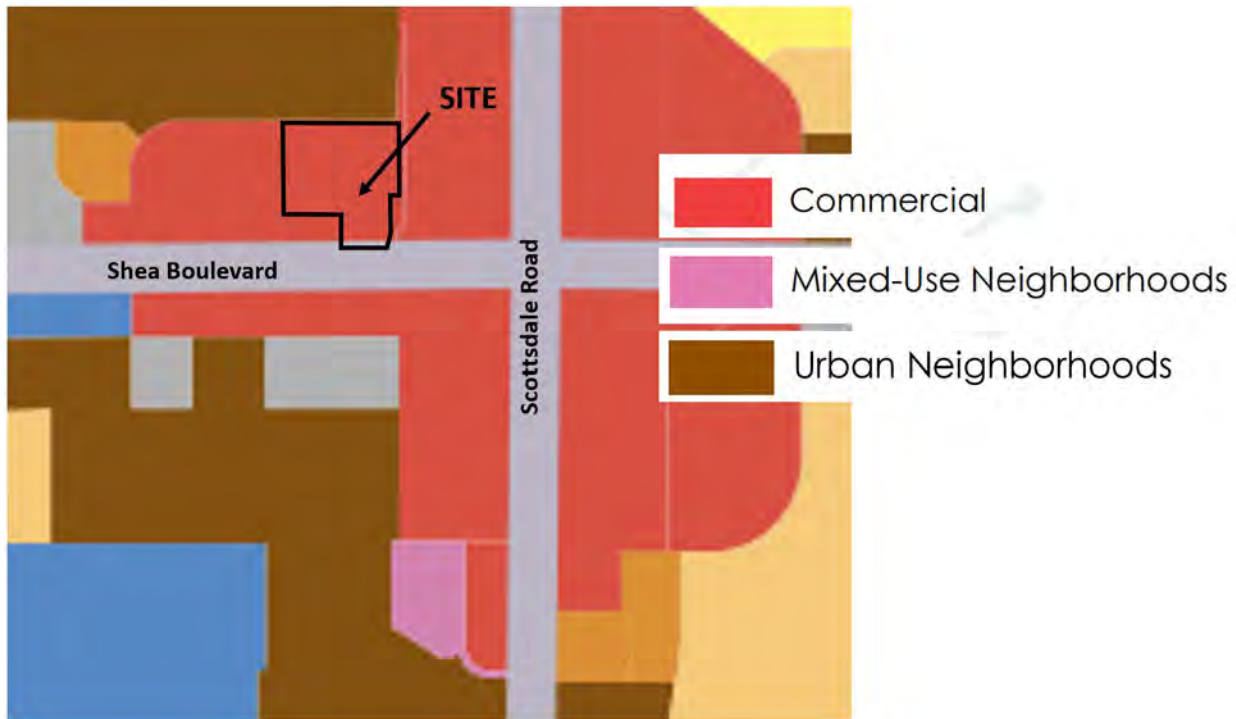 SITE
Commercial
Shea Boulevard
Mixed-Use Neighborhoods
Scottsdale Road
Urban Neighborhoods